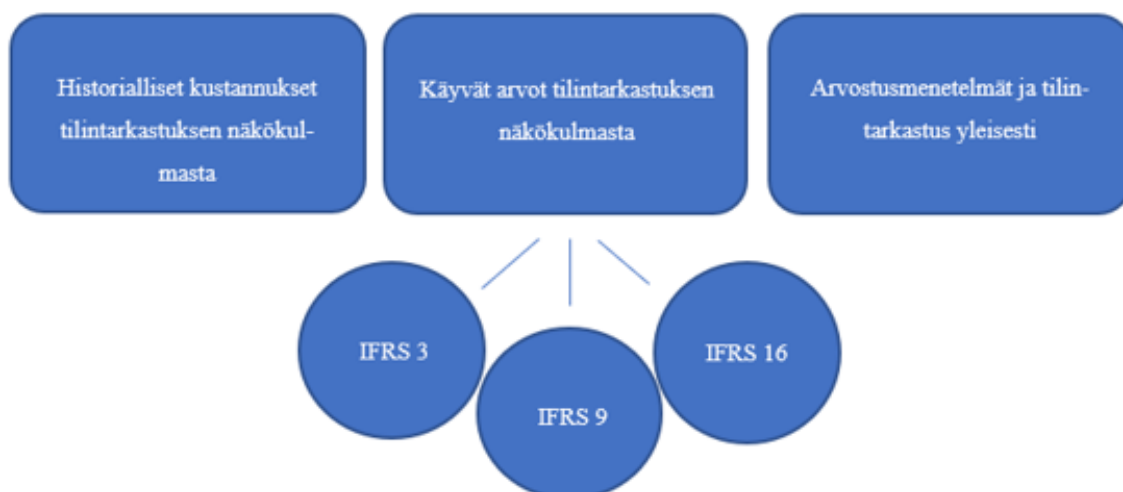 Historialliset kustannukset
tilintarkastuksen näkökul-
masta
Käyvät arvot tilintarkastuksen
näkökulmasta
Arvostusmenetelmät ja tilin-
tarkastus yleisesti
IFRS 3
IFRS 9
IFRS 16